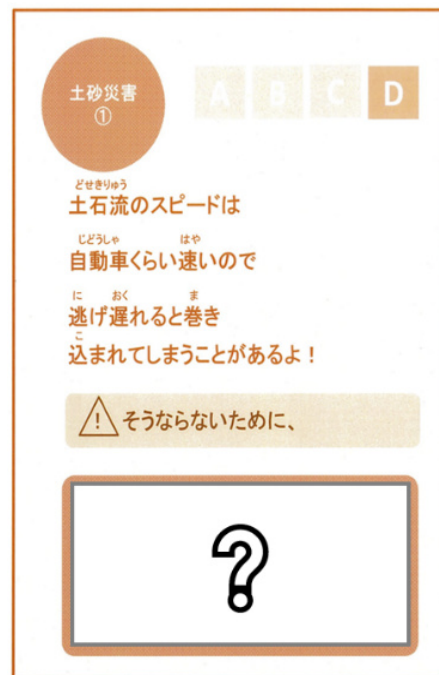 土砂災害
①
A B C D
どせきりゅう
土石流のスピードは
じどうしゃ はや
自動車くらい速いので
に おく ま
逃げ遅れると巻き
こ
込まれてしまうことがあるよ！
! そうならないために、
?